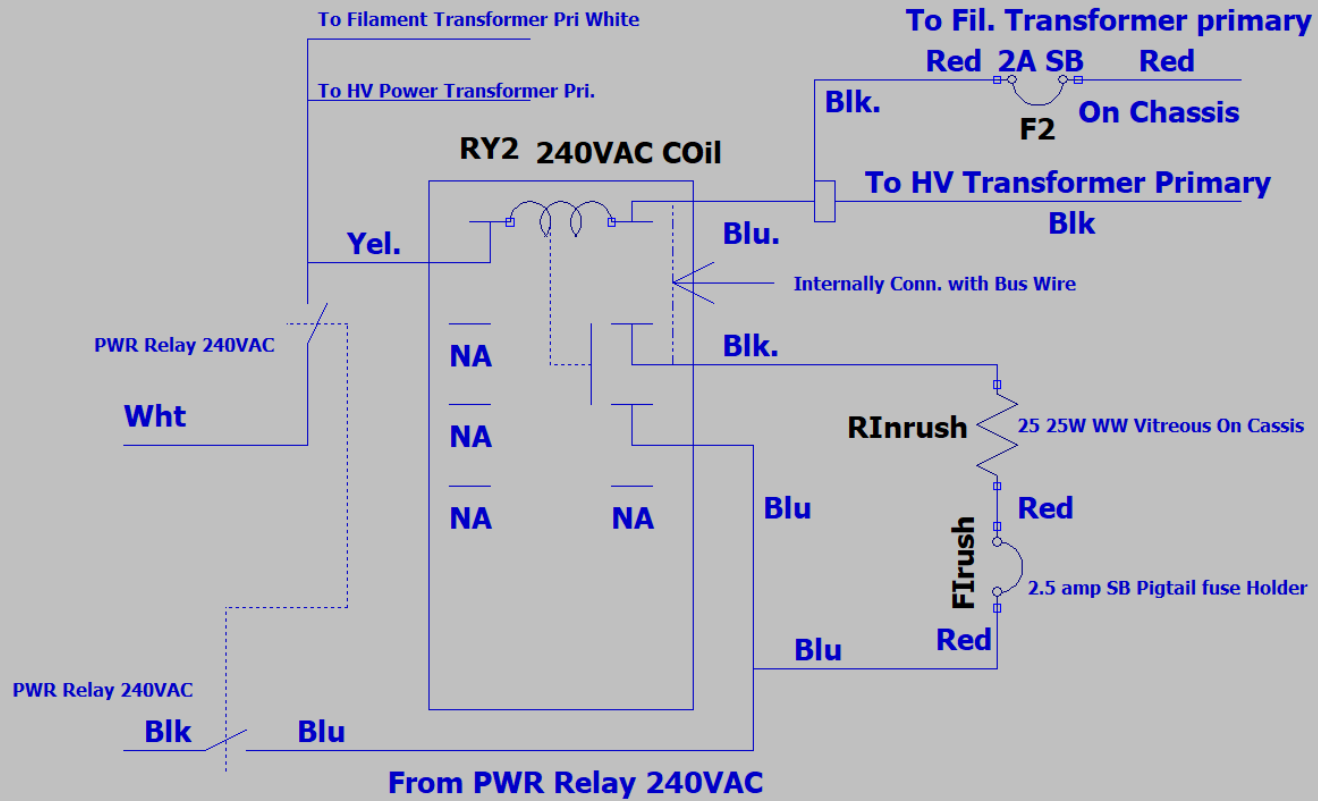 To Filament Transformer Pri White
To Fil. Transformer primary
Red 2A SB Red
To HV Power Transformer Pri.
Blk.
On Chassis
F2
RY2 240VAC COil
To HV Transformer Primary
Blk
Yel.
Blu.
Internally Conn. with Bus Wire
PWR Relay 240VAC
NA
Blk.
Wht
NA
RInrush
25 25W WW Vitreous On Cassis
NA
NA
Blu
Red
FIrush
2.5 amp SB Pigtail fuse Holder
Red
Blu
PWR Relay 240VAC
Blk
Blu
From PWR Relay 240VAC